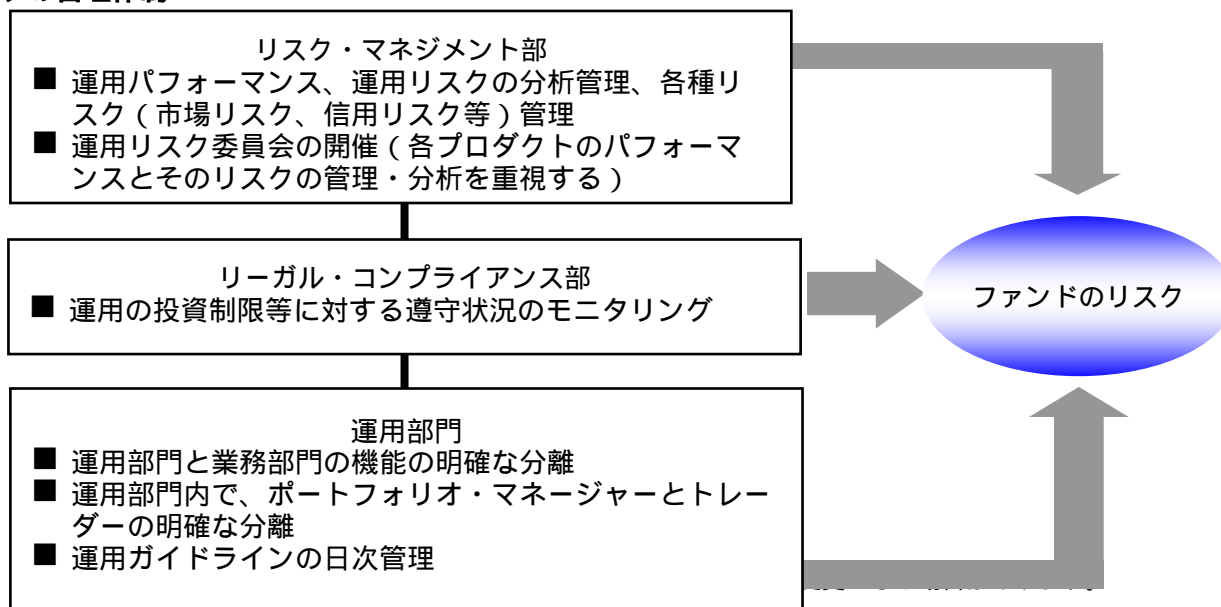 リスク・マネジメント部
■ 運用パフォーマンス、運用リスクの分析管理、各種リ
スク（市場リスク、信用リスク等）管理
■ 運用リスク委員会の開催（各プロダクトのパフォーマ
ンスとそのリスクの管理・分析を重視する）
リーガル・コンプライアンス部
■ 運用の投資制限等に対する遵守状況のモニタリング
ファンドのリスク
運用部門
■ 運用部門と業務部門の機能の明確な分離
■ 運用部門内で、ポートフォリオ・マネージャーとトレー
ダーの明確な分離
■ 運用ガイドラインの日次管理